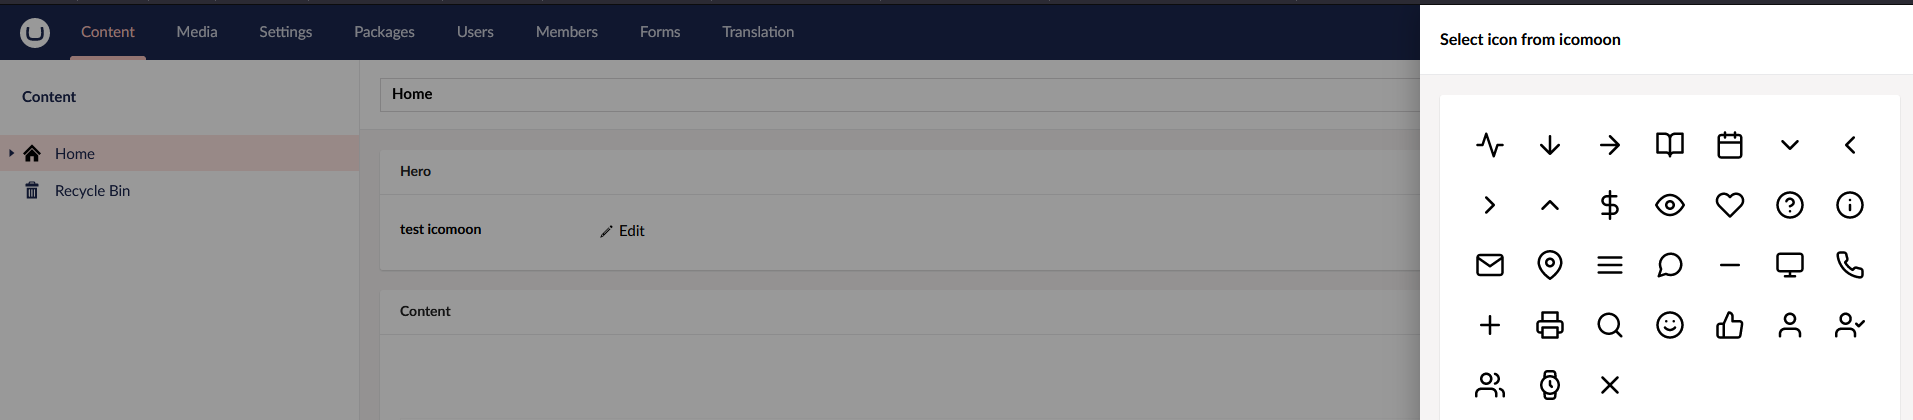 Content Media Settings Packages Users Members Forms Translation
Select icon from icomoon
Content
Home
Home
Recycle Bin
Hero
test icomoon Edit
Content